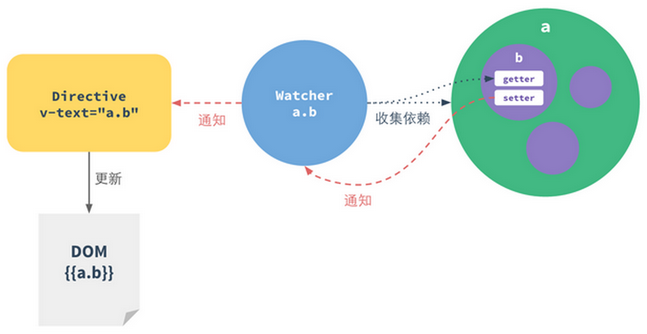 Directive
v-text="a.b"
通知
Watcher
a.b
收集依赖
a
b
getter
setter
通知
更新
DOM
{{a.b}}